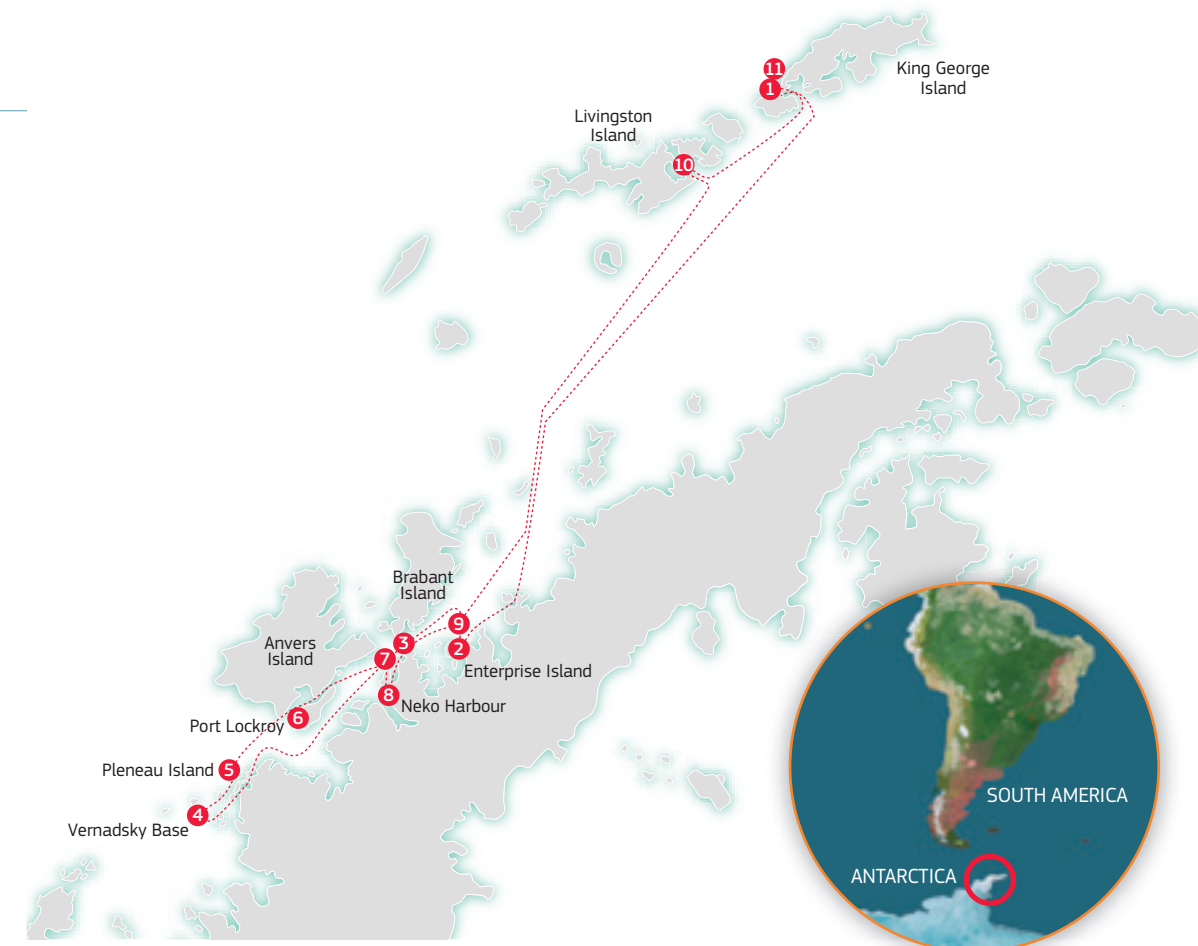 11
King George
Island
1
Livingston
Island
10
Brabant
Island
9
3
Anvers
Island
2
7
Enterprise Island
8
Neko Harbour
6
Port Lockroy
Pleneau Island
5
4
Vernadsky Base
SOUTH AMERICA
ANTARCTICA